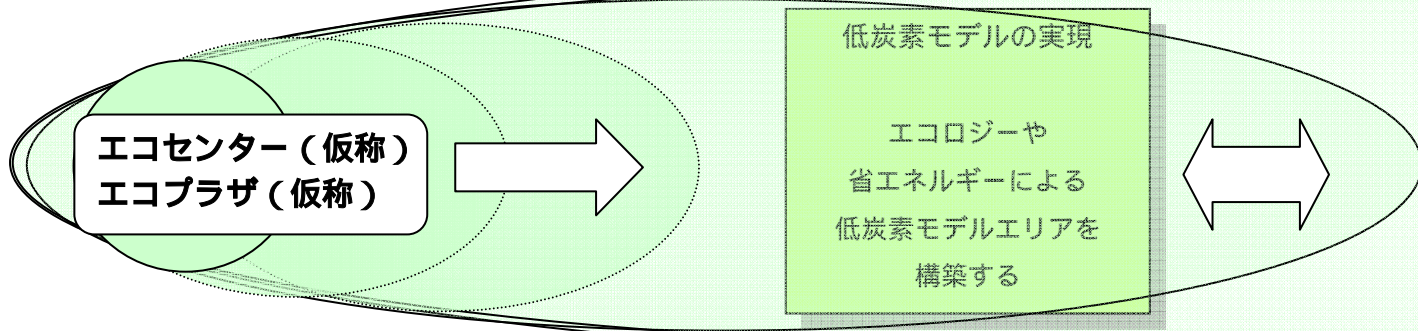 エコセンター（仮称）
エコプラザ（仮称）
低炭素モデルの実現
エコロジーや
省エネルギーによる
低炭素モデルエリアを
構築する